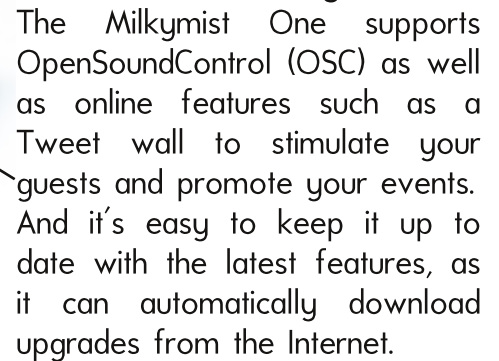 The Milkymist One supports
OpenSoundControl (OSC) as well
as online features such as a
Tweet wall to stimulate your
guests and promote your events.
And it's easy to keep it up to
date with the latest features, as
it can automatically download
upgrades from the Internet.